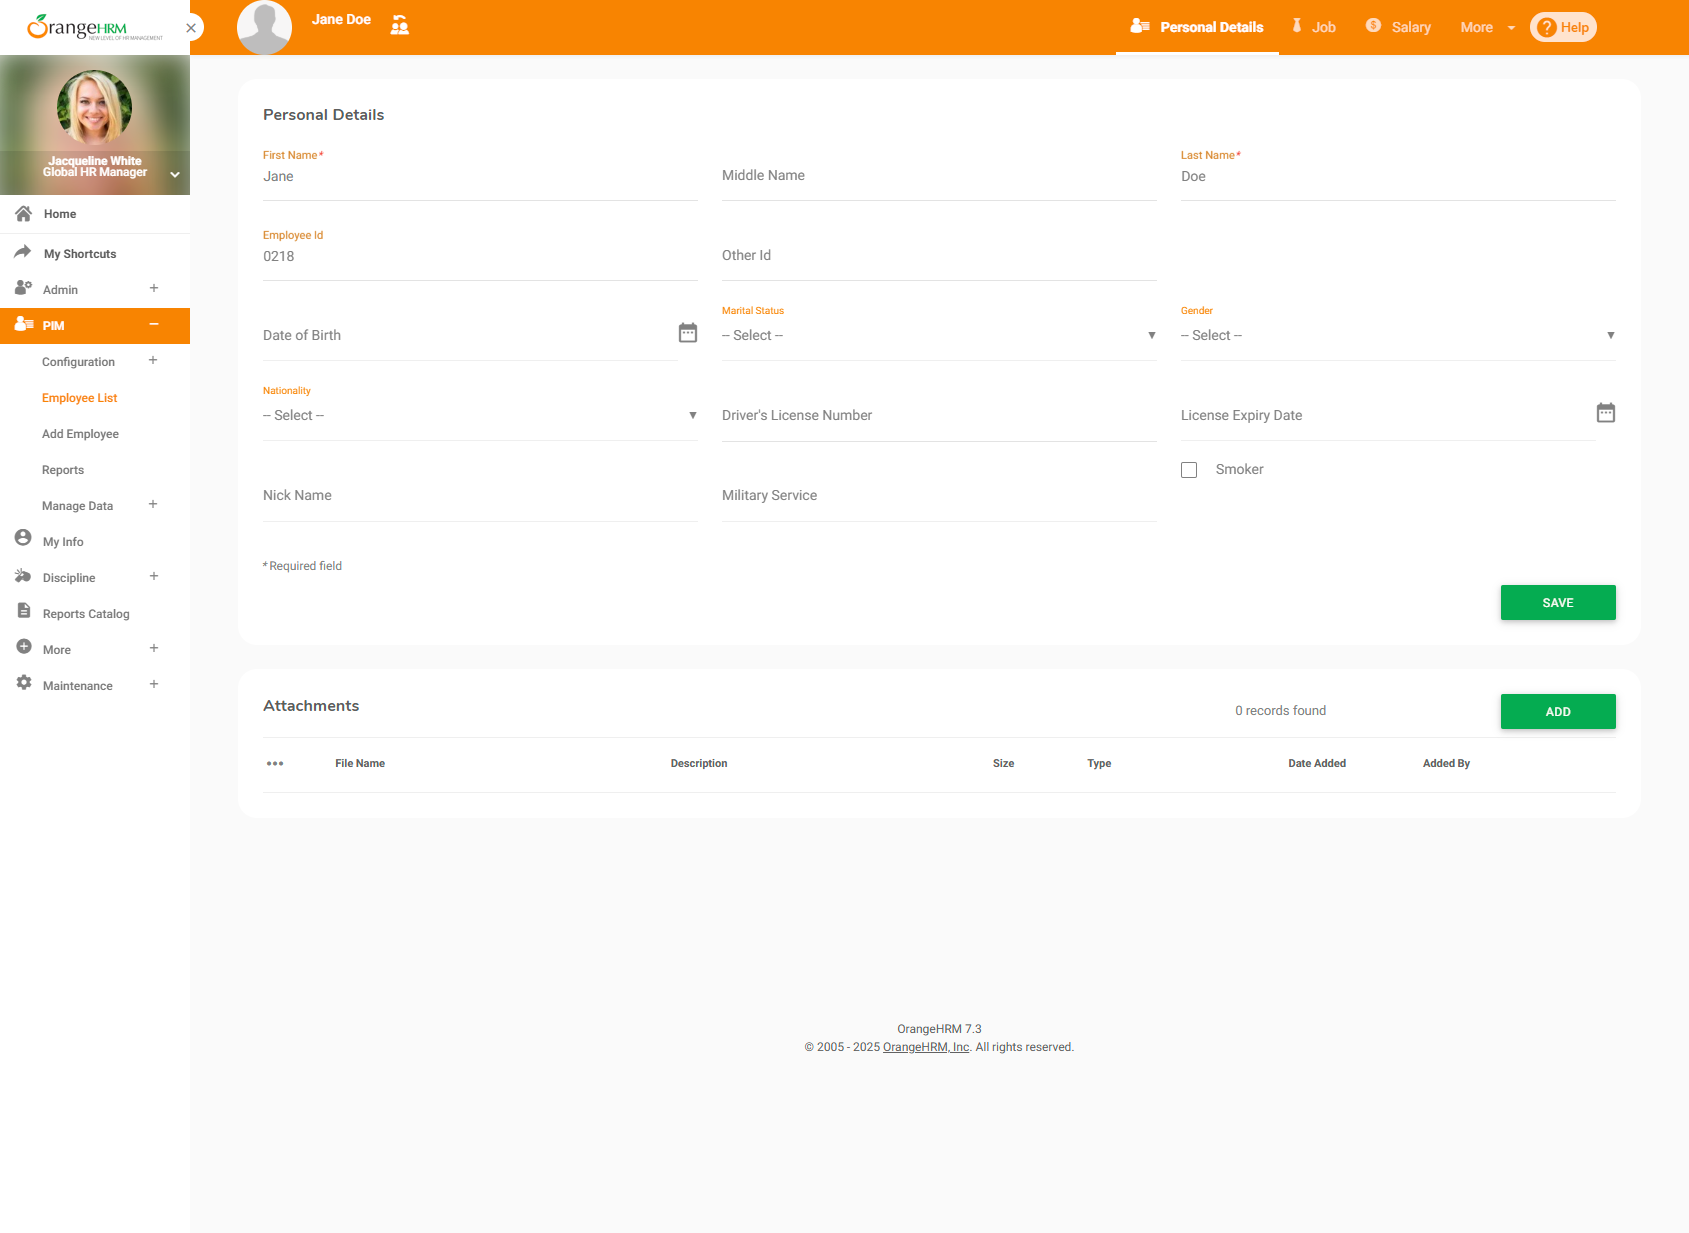 OrangeHRM
NEW LEVEL OF HR MANAGEMENT
Jane Doe
Personal Details
Job
Salary
More
Help
Jacqueline White
Global HR Manager
Home
My Shortcuts
Admin
PIM
Configuration
Employee List
Add Employee
Reports
Manage Data
My Info
Discipline
Reports Catalog
More
Maintenance
Personal Details
First Name*
Jane
Middle Name
Last Name*
Doe
Employee Id
0218
Other Id
Date of Birth
Marital Status
-- Select --
Gender
-- Select --
Nationality
-- Select --
Driver's License Number
License Expiry Date
Nick Name
Military Service
Smoker
* Required field
SAVE
Attachments
0 records found
ADD
File Name Description Size Type Date Added Added By
OrangeHRM 7.3
© 2005 - 2025 OrangeHRM, Inc. All rights reserved.